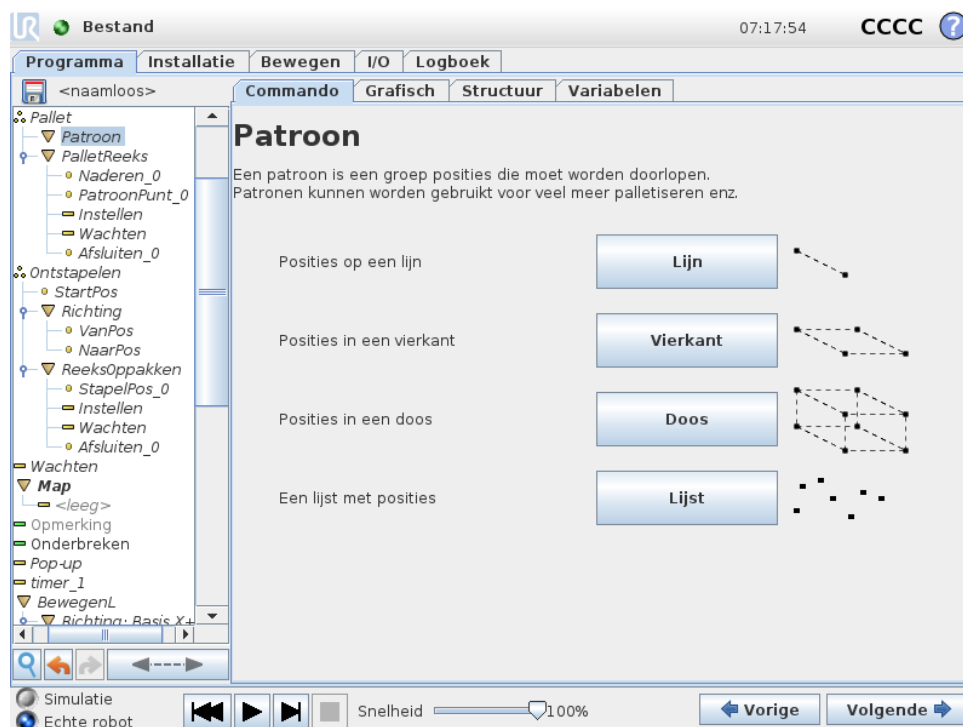 UR Bestand 07:17:54 CCCC ?
Programma Installatie Bewegen I/O Logboek
<naamloos> Commando Grafisch Structuur Variabelen
Pallet
Patroon
PalletReeks
Naderen_0
PatroonPunt_0
Instellen
Wachten
Afsluiten_0
Ontstapelen
StartPos
Richting
VanPos
NaarPos
ReeksOppakken
StapelPos_0
Instellen
Wachten
Afsluiten_0
Wachten
Map
<leeg>
Opmerking
Onderbreken
Pop-up
timer_1
BewegenL
Richting: Basis X+
Patroon
Een patroon is een groep posities die moet worden doorlopen.
Patronen kunnen worden gebruikt voor veel meer palletiseren enz.
Posities op een lijn Lijn
Posities in een vierkant Vierkant
Posities in een doos Doos
Een lijst met posities Lijst
Simulatie
Echte robot
Snelheid 100% Vorige Volgende